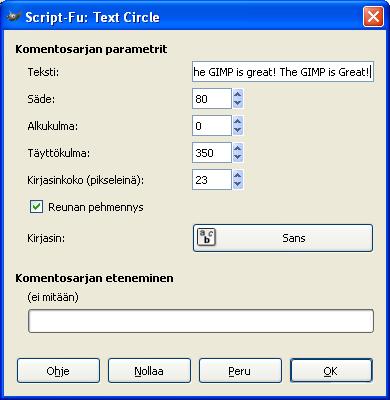 Script-Fu: Text Circle
Komentosarjan parametrit
Teksti: he GIMP is great! The GIMP is Great!
Säde: 80
Alkukulma: 0
Täyttökulma: 350
Kirjasinkoko (pikseleinä): 23
Reunan pehmennys
Kirjasin: Sans
Komentosarjan eteneminen
(ei mitään)
Ohje Nollaa Peru OK